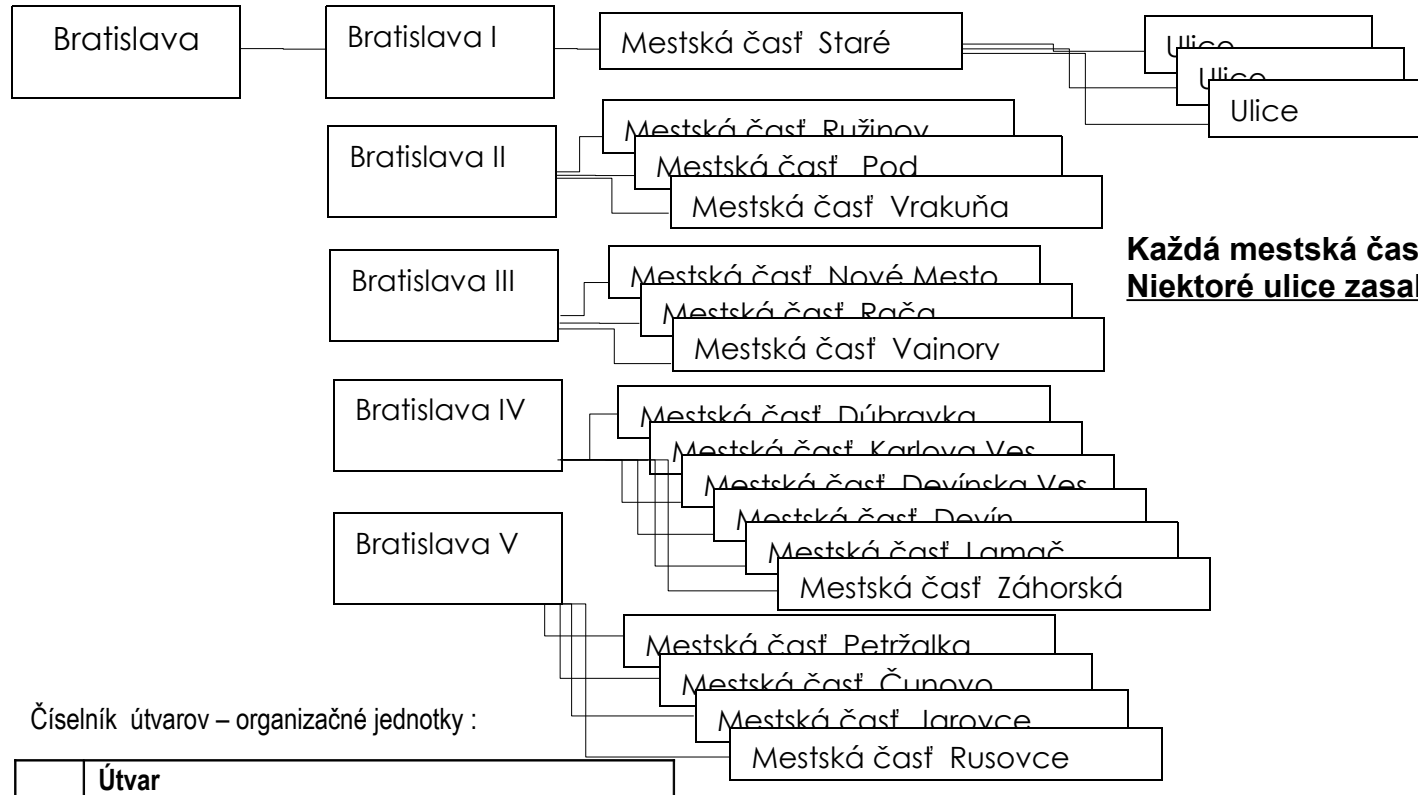 Bratislava
Bratislava I
Mestská časť Staré
Ulice
Ulice
Ulice
Bratislava II
Mestská časť Ružinov
Mestská časť Pod
Mestská časť Vrakuňa
Každá mestská čas
Niektoré ulice zasa
Bratislava III
Mestská časť Nové Mesto
Mestská časť Rača
Mestská časť Vajnory
Bratislava IV
Mestská časť Dúbravka
Mestská časť Karlova Ves
Mestská časť Devínska Ves
Mestská časť Devín
Mestská časť Lamač
Mestská časť Záhorská
Bratislava V
Mestská časť Petržalka
Mestská časť Čunovo
Mestská časť Jarovce
Mestská časť Rusovce
Číselník útvarov – organizačné jednotky :
Útvar